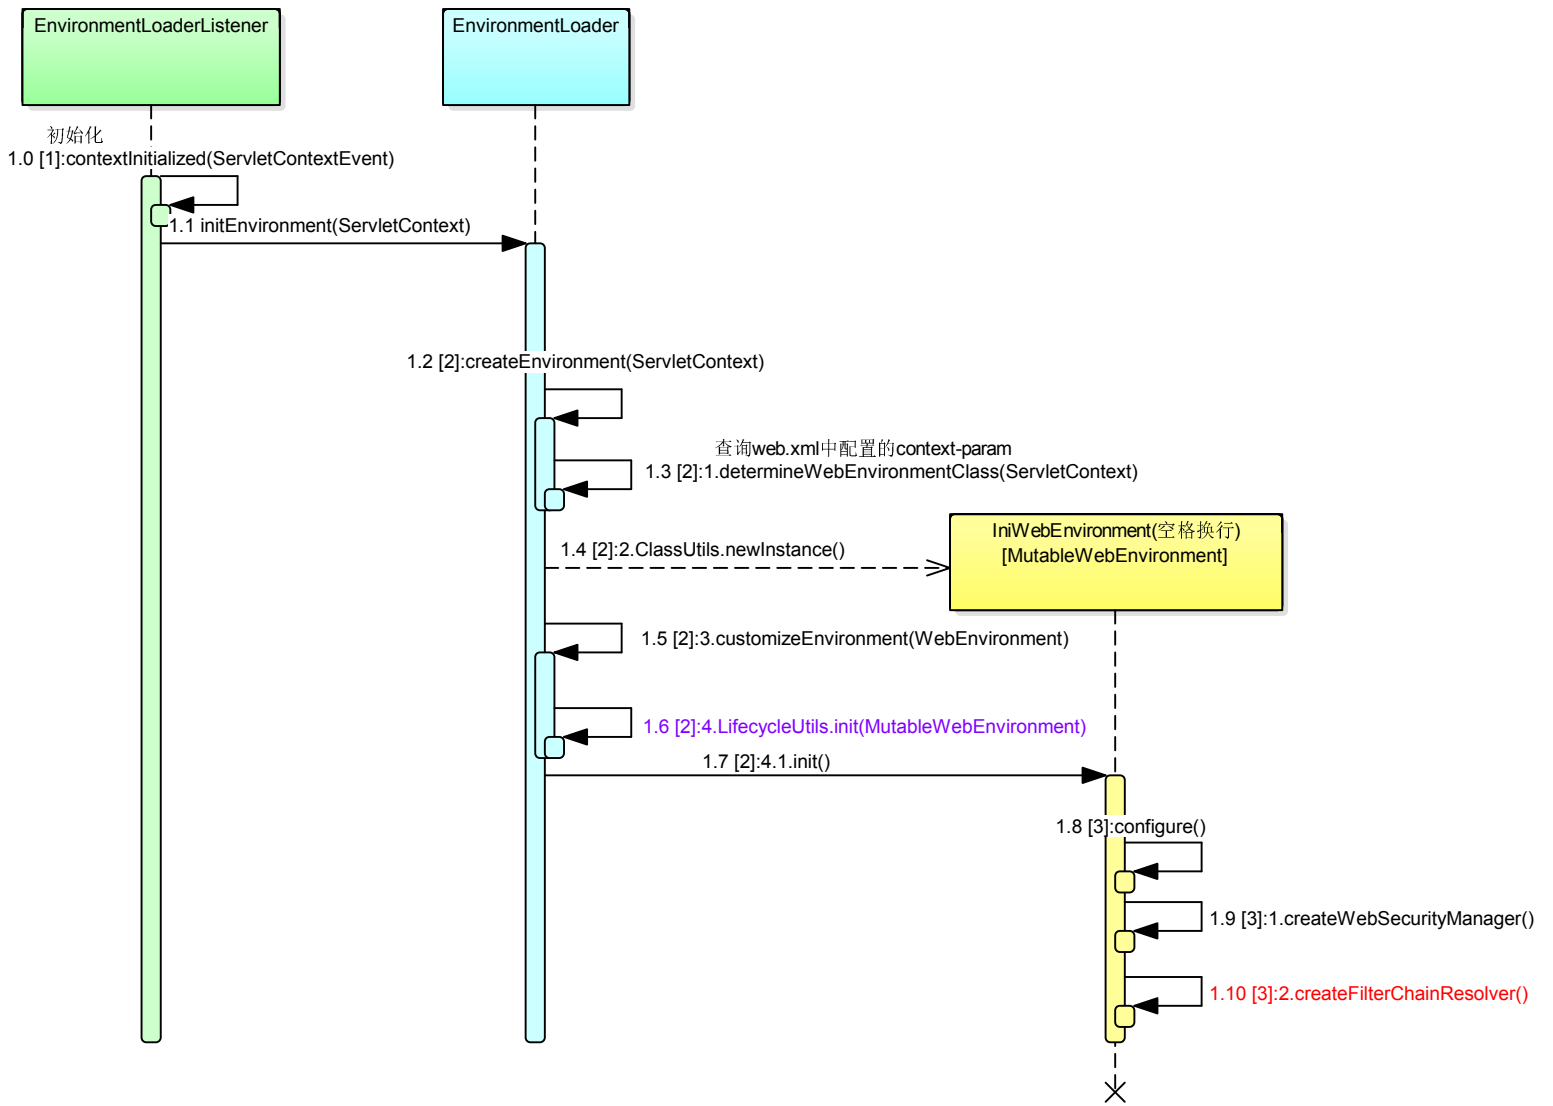 EnvironmentLoaderListener
EnvironmentLoader
初始化
1.0 [1]:contextInitialized(ServletContextEvent)
1.1 initEnvironment(ServletContext)
1.2 [2]:createEnvironment(ServletContext)
查询web.xml中配置的context-param
1.3 [2]:1.determineWebEnvironmentClass(ServletContext)
IniWebEnvironment(空格换行)
[MutableWebEnvironment]
1.4 [2]:2.ClassUtils.newInstance()
1.5 [2]:3.customizeEnvironment(WebEnvironment)
1.6 [2]:4.LifecycleUtils.init(MutableWebEnvironment)
1.7 [2]:4.1.init()
1.8 [3]:configure()
1.9 [3]:1.createWebSecurityManager()
1.10 [3]:2.createFilterChainResolver()